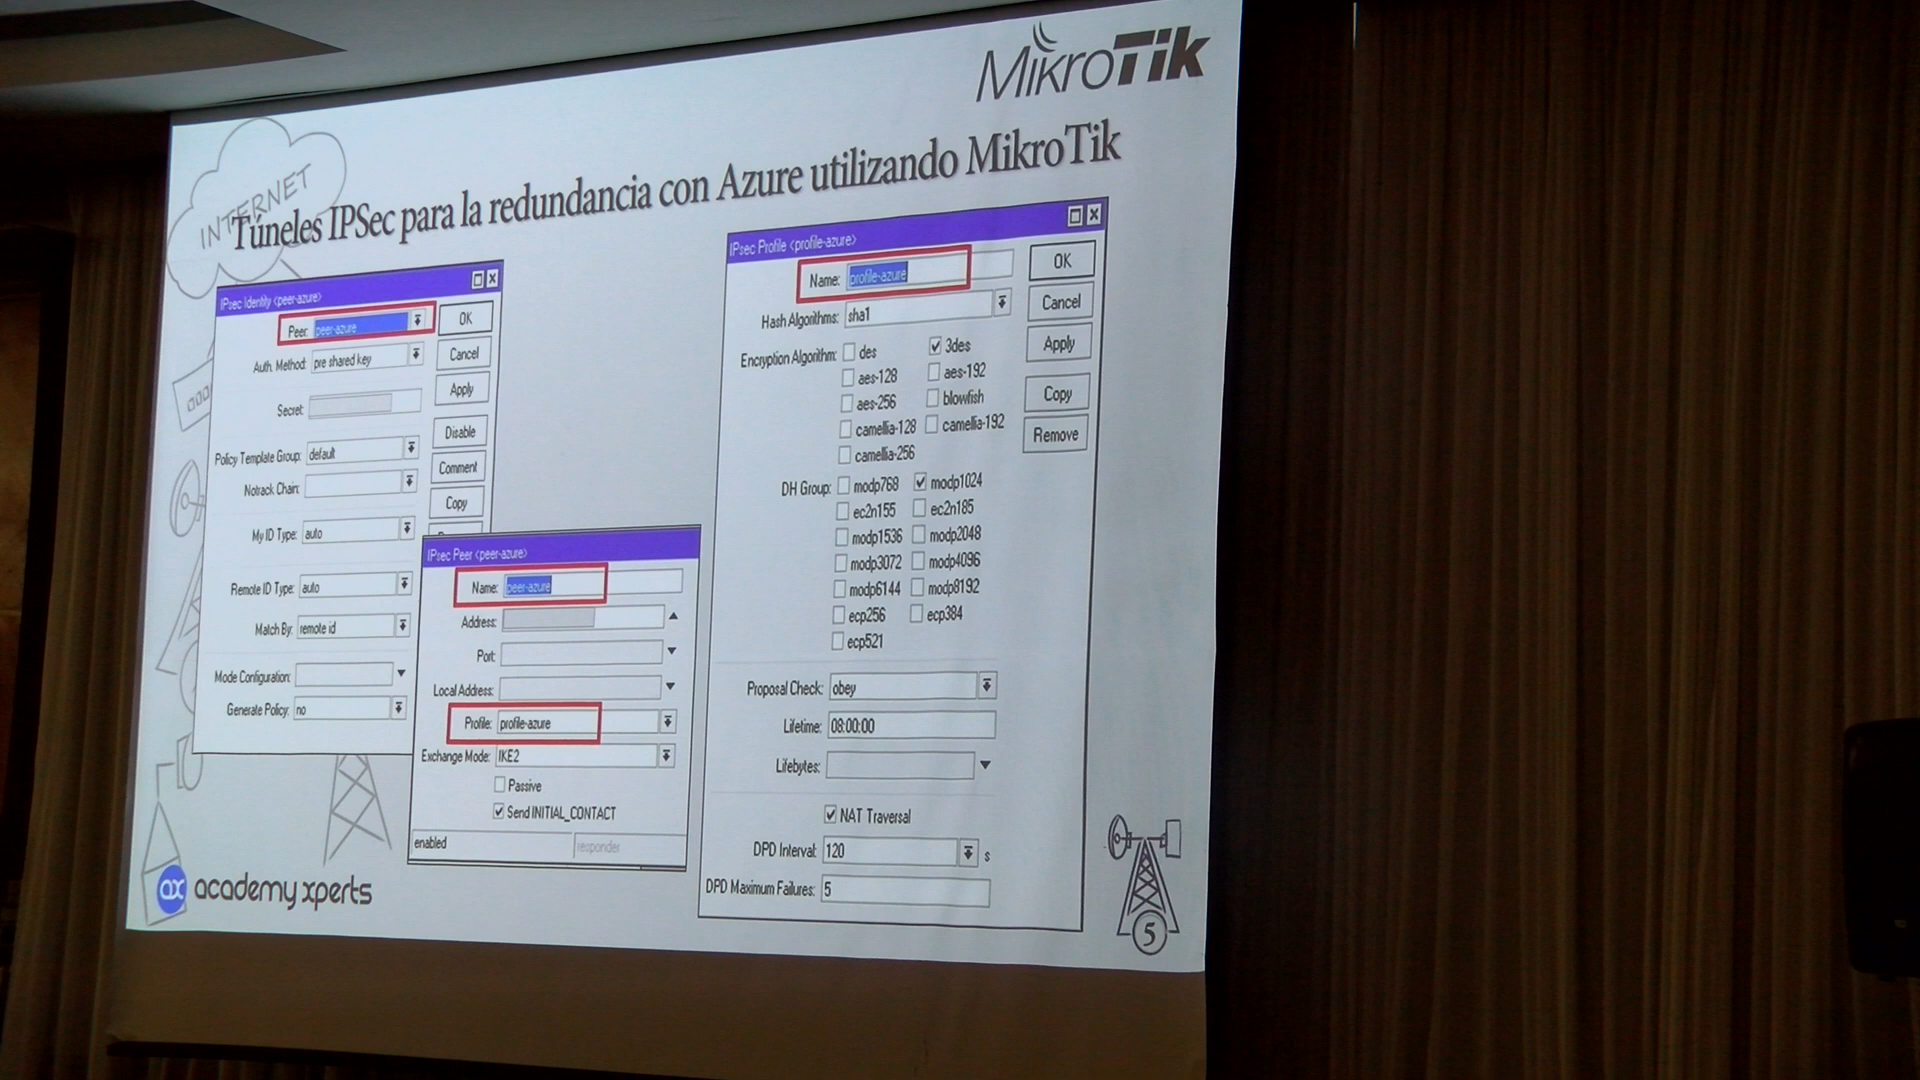 MikroTik
INTERNET
Túneles IPSec para la redundancia con Azure utilizando MikroTik
IPsec Identity <peer-azure>
Peer: peer-azure
OK
Auth. Method: pre shared key
Cancel
Apply
Secret:
Disable
Policy Template Group: default
Comment
Notrack Chain:
Copy
My ID Type: auto
Remote ID Type: auto
Match By: remote id
Mode Configuration:
Generate Policy: no
IPsec Peer <peer-azure>
Name: peer-azure
Address:
Port:
Local Address:
Profile: profile-azure
Exchange Mode: IKE2
Passive
Send INITIAL_CONTACT
enabled
responder
IPsec Profile <profile-azure>
Name: profile-azure
OK
Hash Algorithms: sha1
Cancel
Encryption Algorithm: des 3des
Apply
aes-128 aes-192
aes-256 blowfish
Copy
camellia-128 camellia-192
Remove
camellia-256
DH Group: modp768 modp1024
ec2n155 ec2n185
modp1536 modp2048
modp3072 modp4096
modp6144 modp8192
ecp256 ecp384
ecp521
Proposal Check: obey
Lifetime: 08:00:00
Lifebytes:
NAT Traversal
DPD Interval: 120 s
DPD Maximum Failures: 5
ax academy xperts
5